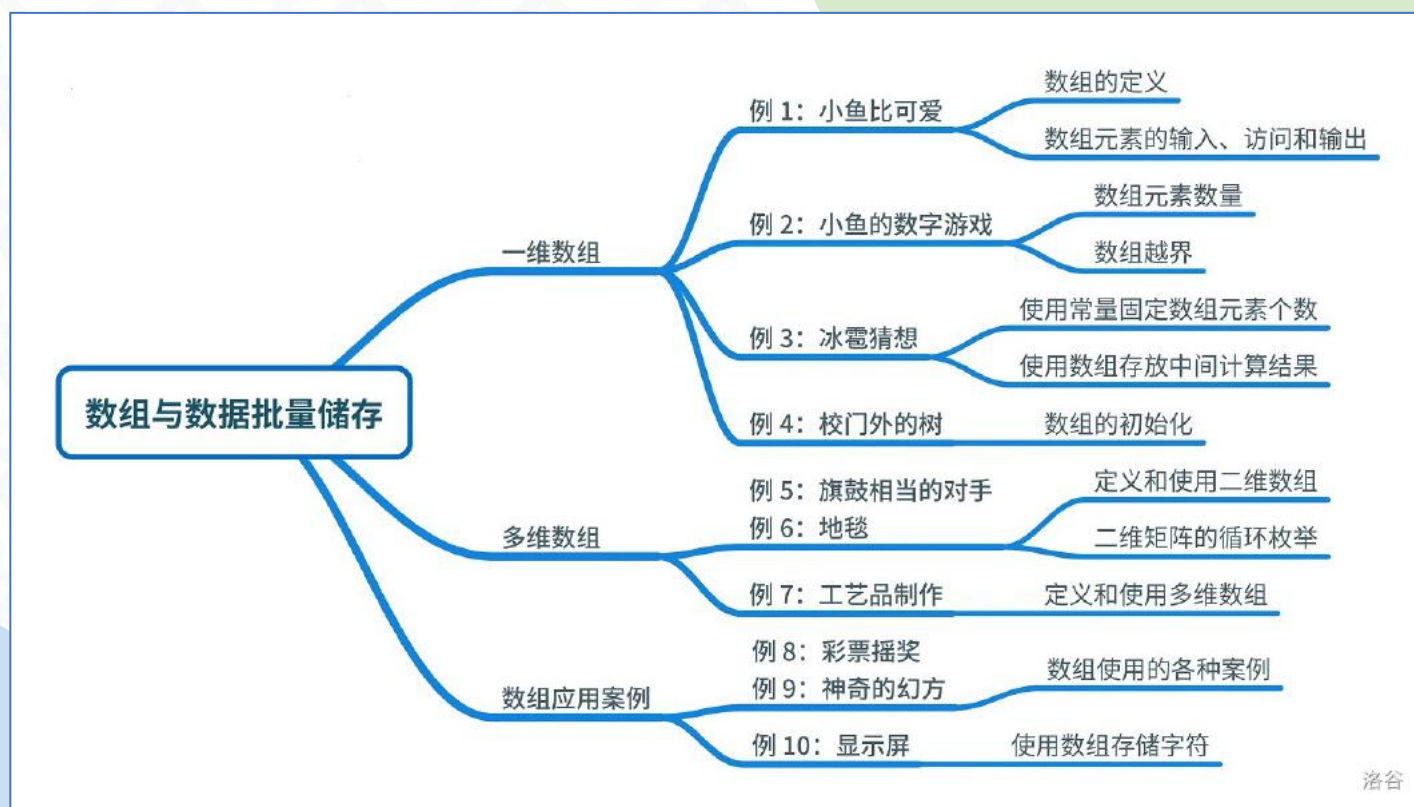 数组与数据批量储存
一维数组
例 1：小鱼比可爱
数组的定义
数组元素的输入、访问和输出
例 2：小鱼的数字游戏
数组元素数量
数组越界
例 3：冰雹猜想
使用常量固定数组元素个数
使用数组存放中间计算结果
例 4：校门外的树
数组的初始化
多维数组
例 5：旗鼓相当的对手
例 6：地毯
定义和使用二维数组
二维矩阵的循环枚举
例 7：工艺品制作
定义和使用多维数组
数组应用案例
例 8：彩票摇奖
例 9：神奇的幻方
数组使用的各种案例
例 10：显示屏
使用数组存储字符
洛谷